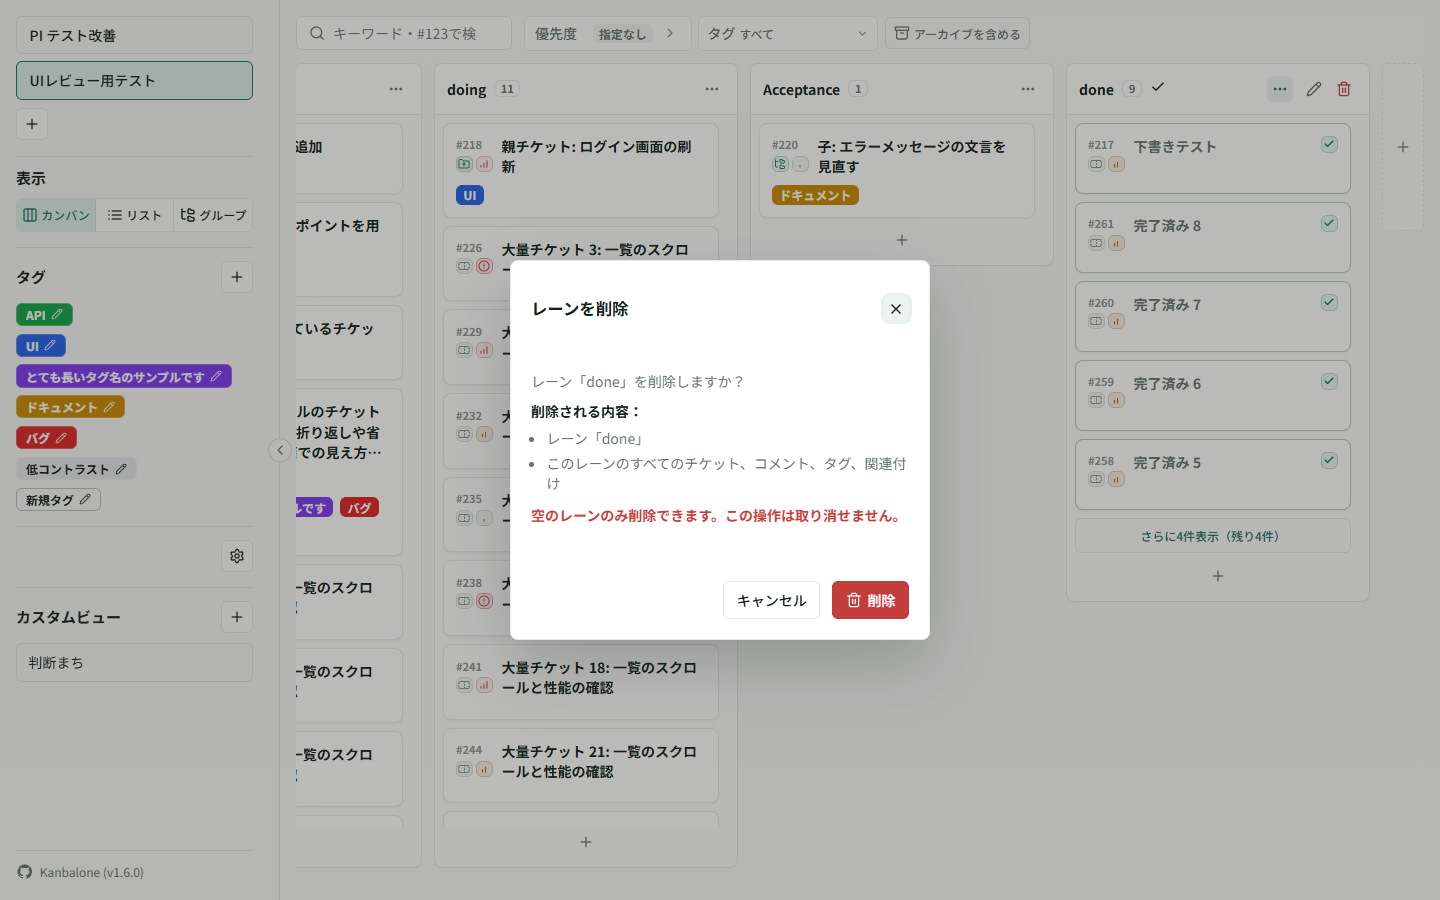 PI テスト改善
UIレビュー用テスト
表示
カンバン
リスト
グループ
タグ
API
UI
とても長いタグ名のサンプルです
ドキュメント
バグ
低コントラスト
新規タグ
カスタムビュー
判断まち
Kanbalone (v1.6.0)
キーワード・#123で検
優先度 指定なし
タグ すべて
アーカイブを含める
追加
ポイントを用
ているチケッ
ルのチケット
折り返しや省
での見え方…
ルです
バグ
一覧のスクロ
一覧のスクロ
一覧のスクロ
doing 11
#218
親チケット: ログイン画面の刷
新
UI
#226
大量チケット 3: 一覧のスクロ
#229
#232
#235
#238
#241
大量チケット 18: 一覧のスクロ
ールと性能の確認
#244
大量チケット 21: 一覧のスクロ
ールと性能の確認
Acceptance 1
#220
子: エラーメッセージの文言を
見直す
ドキュメント
done 9
#217
下書きテスト
#261
完了済み 8
#260
完了済み 7
#259
完了済み 6
#258
完了済み 5
さらに4件表示（残り4件）
レーンを削除
レーン「done」を削除しますか？
削除される内容：
レーン「done」
このレーンのすべてのチケット、コメント、タグ、関連付
け
空のレーンのみ削除できます。この操作は取り消せません。
キャンセル
削除